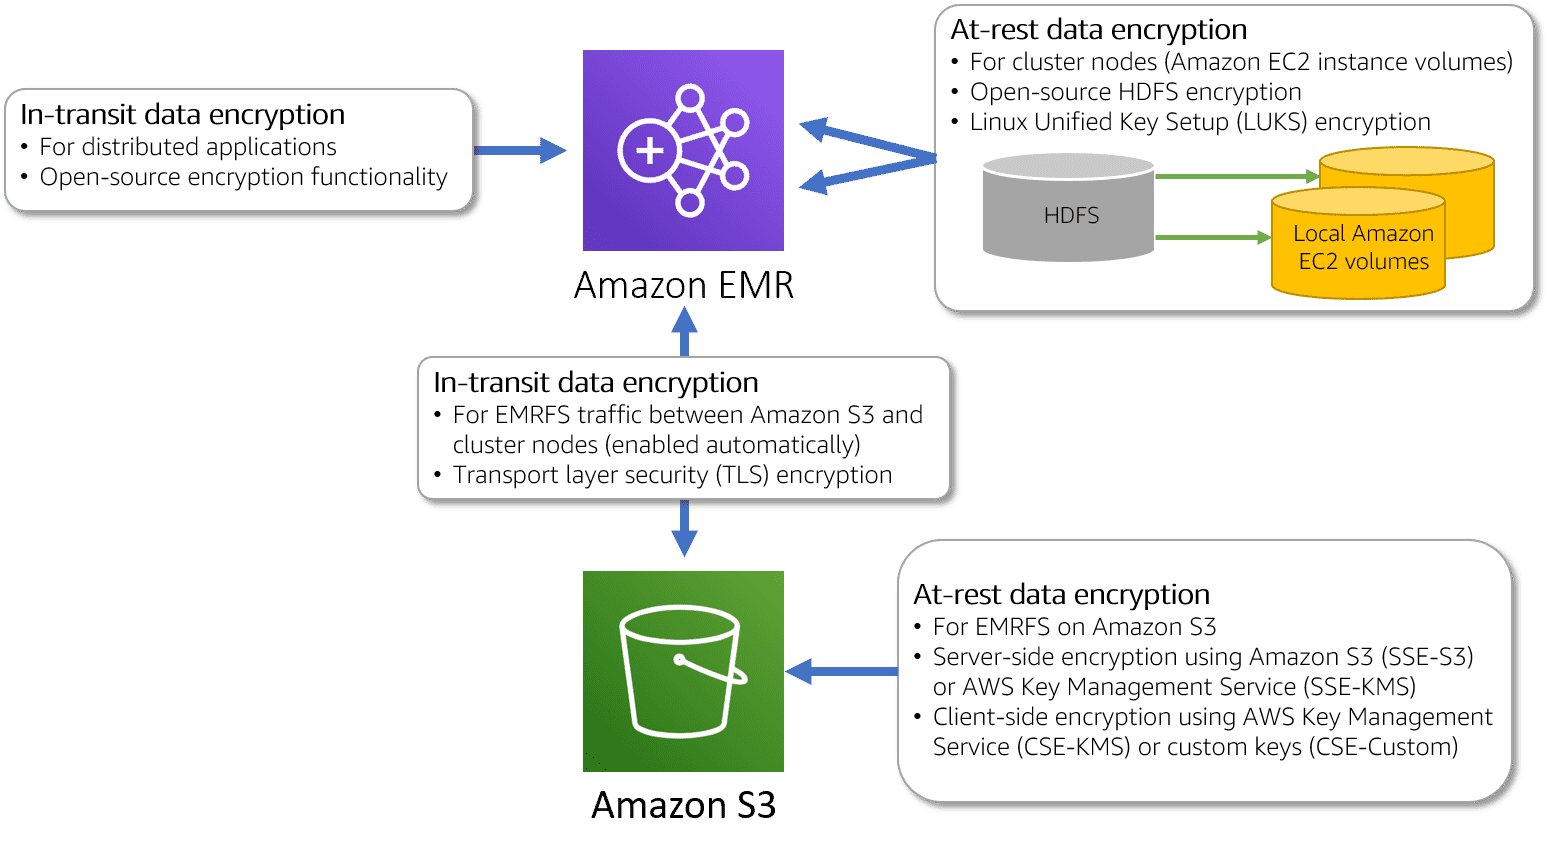 At-rest data encryption
• For cluster nodes (Amazon EC2 instance volumes)
• Open-source HDFS encryption
• Linux Unified Key Setup (LUKS) encryption
HDFS
Local Amazon
EC2 volumes
In-transit data encryption
• For distributed applications
• Open-source encryption functionality
Amazon EMR
In-transit data encryption
• For EMRFS traffic between Amazon S3 and
cluster nodes (enabled automatically)
• Transport layer security (TLS) encryption
At-rest data encryption
• For EMRFS on Amazon S3
• Server-side encryption using Amazon S3 (SSE-S3)
or AWS Key Management Service (SSE-KMS)
• Client-side encryption using AWS Key Management
Service (CSE-KMS) or custom keys (CSE-Custom)
Amazon S3